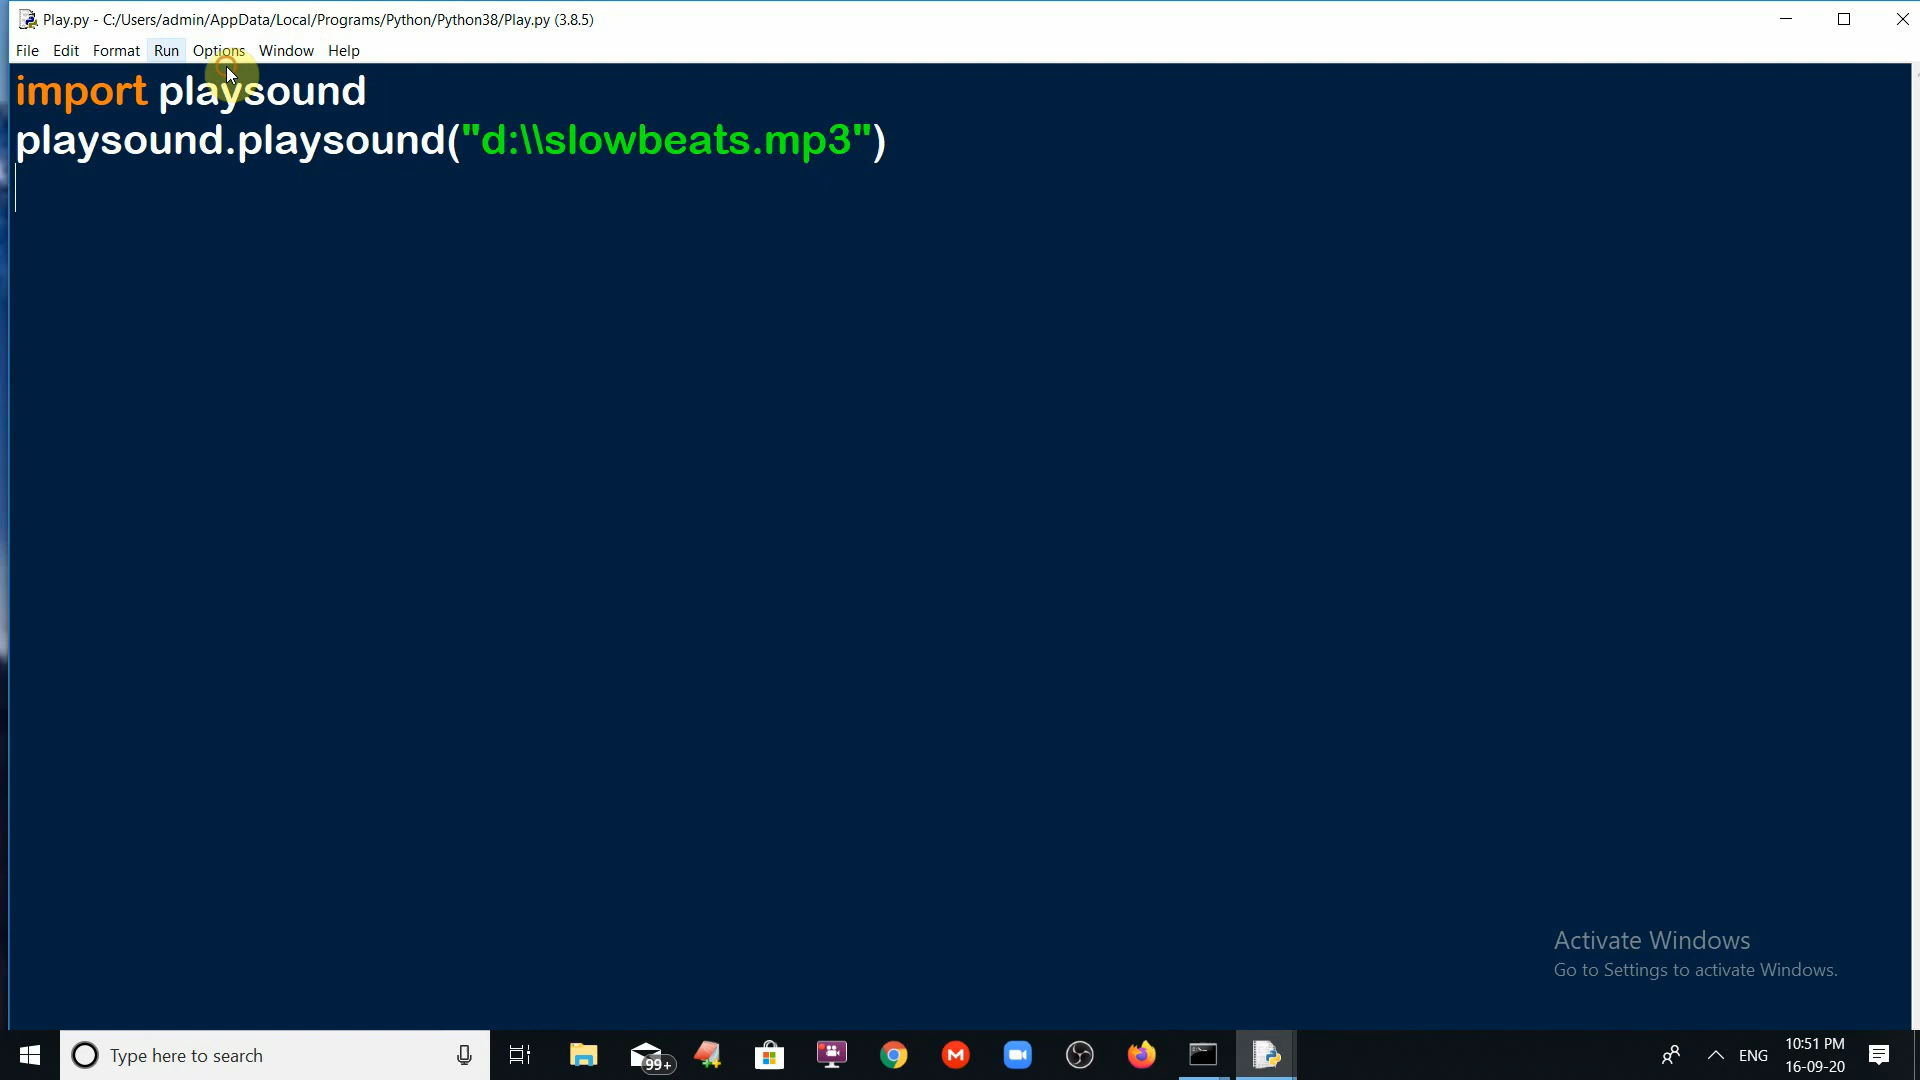 Play.py - C:/Users/admin/AppData/Local/Programs/Python/Python38/Play.py (3.8.5)
File Edit Format Run Options Window Help
import playsound
playsound.playsound("d:\\slowbeats.mp3")
Activate Windows
Go to Settings to activate Windows.
Type here to search
99+
M
ENG
10:51 PM
16-09-20